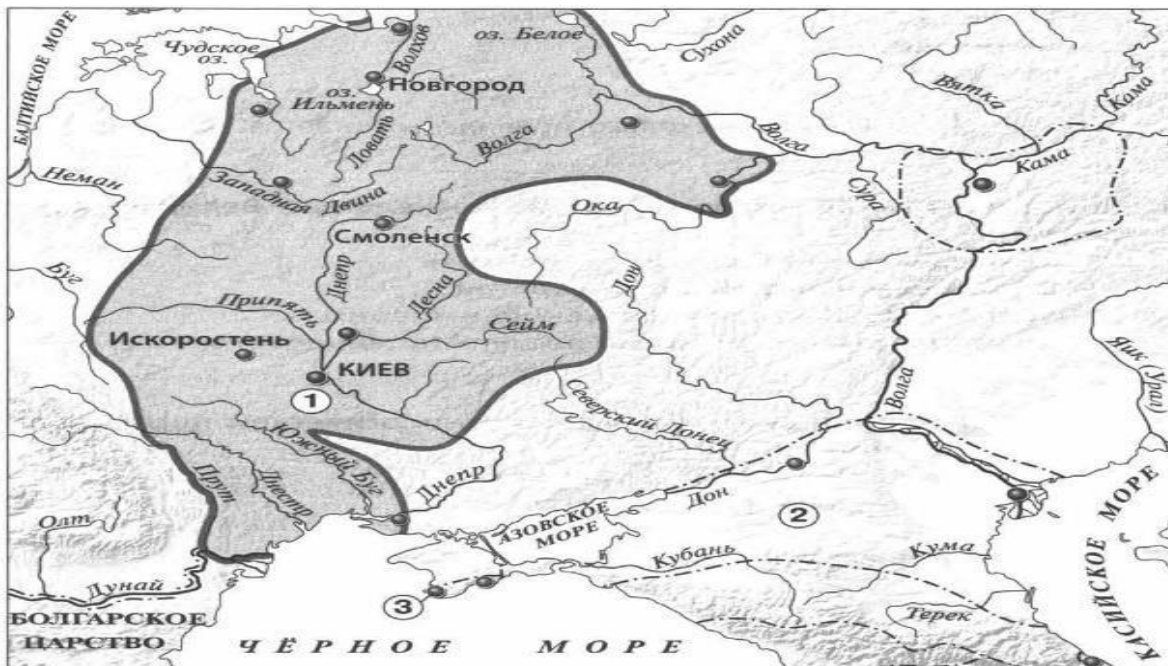 БАЛТИЙСКОЕ МОРЕ
Чудское
оз.
Волхов
оз. Белое
Сухона
Вятка
Кама
Новгород
оз.
Ильмень
Ловать
Волга
Волга
Кама
Сура
Неман
Западная Двина
Ока
Смоленск
Днепр
Десна
Дон
Буг
Припять
Сейм
Искоростень
КИЕВ
1
Яик (Урал)
Волга
Северский Донец
Южный Буг
Днепр
Прут
Днестр
Дон
2
АЗОВСКОЕ
МОРЕ
Олт
Кубань
Кума
Дунай
3
Терек
БОЛГАРСКОЕ
ЦАРСТВО
ЧЁРНОЕ МОРЕ
КАСПИЙСКОЕ МОРЕ